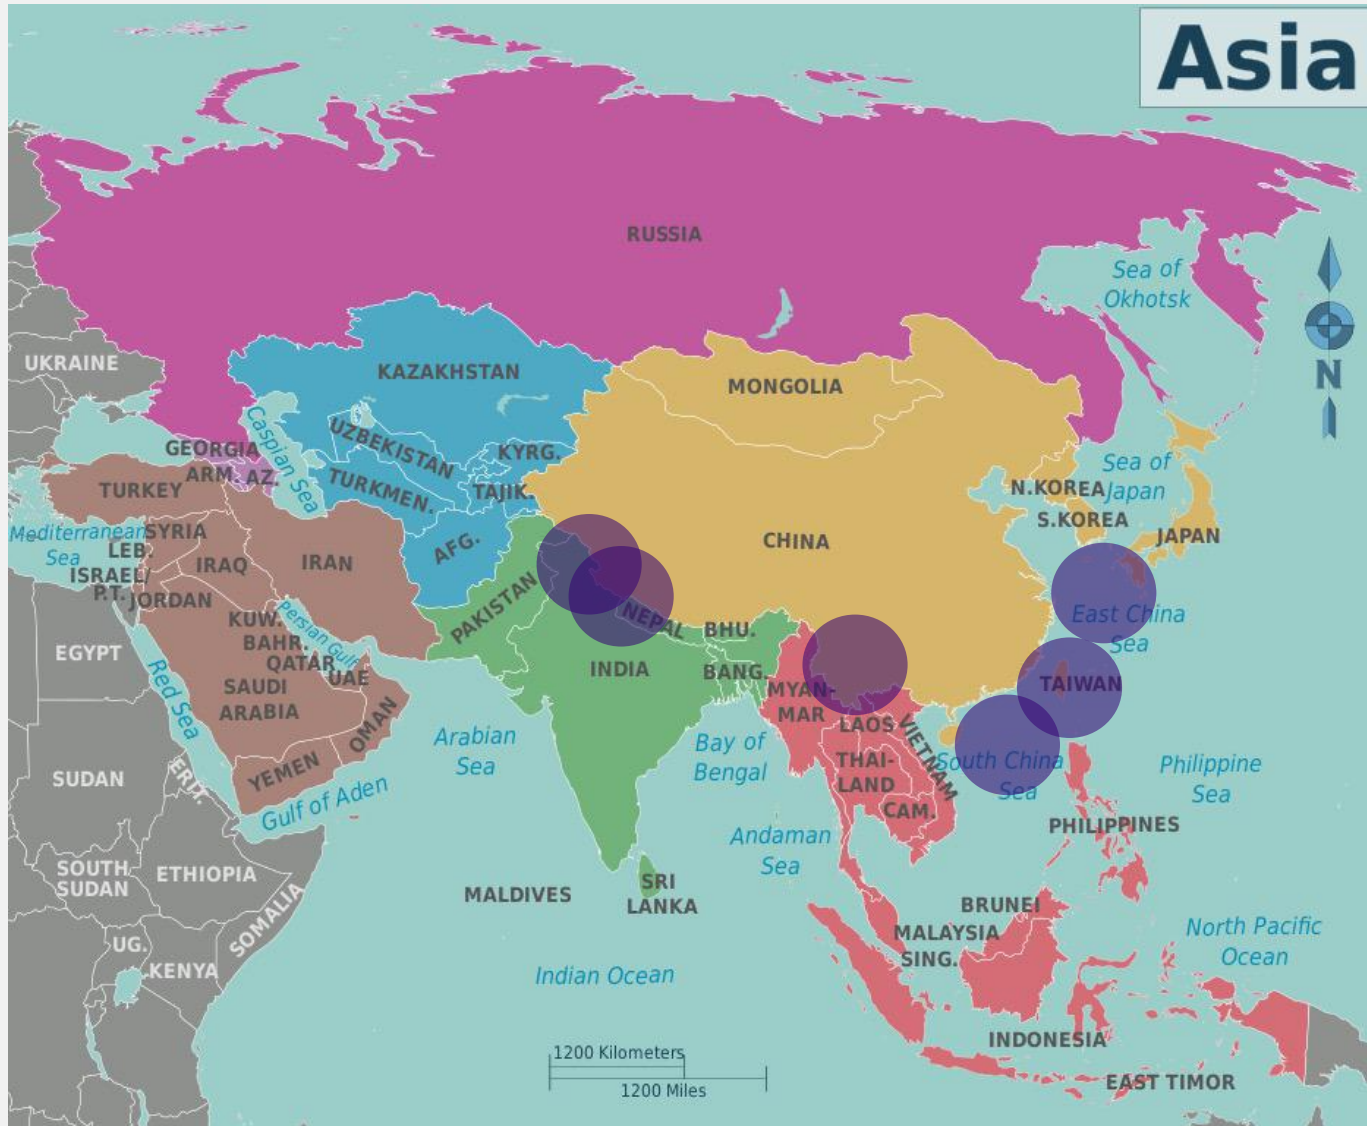 Asia
RUSSIA
Sea of
Okhotsk
UKRAINE
KAZAKHSTAN
MONGOLIA
N
Caspian Sea
GEORGIA
UZBEKISTAN
KYRG.
ARM.
AZ.
TURKEY
TURKMEN.
TAJIK.
Sea of
Japan
N.KOREA
S.KOREA
JAPAN
Mediterranean
Sea
SYRIA
LEB.
ISRAEL/
P.T.
JORDAN
IRAQ
IRAN
AFG.
CHINA
PAKISTAN
KUW.
BAHR.
QATAR
UAE
Persian Gulf
NEPAL
BHU.
East China
Sea
EGYPT
Red Sea
SAUDI
ARABIA
OMAN
INDIA
BANG.
MYAN-
MAR
TAIWAN
LAOS
VIETNAM
THAI-
LAND
CAM.
South China
Sea
Arabian
Sea
Bay of
Bengal
Philippine
Sea
SUDAN
ERIT.
YEMEN
Gulf of Aden
PHILIPPINES
Andaman
Sea
SOUTH
SUDAN
ETHIOPIA
SOMALIA
MALDIVES
SRI
LANKA
BRUNEI
MALAYSIA
SING.
North Pacific
Ocean
UG.
KENYA
Indian Ocean
INDONESIA
EAST TIMOR
1200 Kilometers
1200 Miles